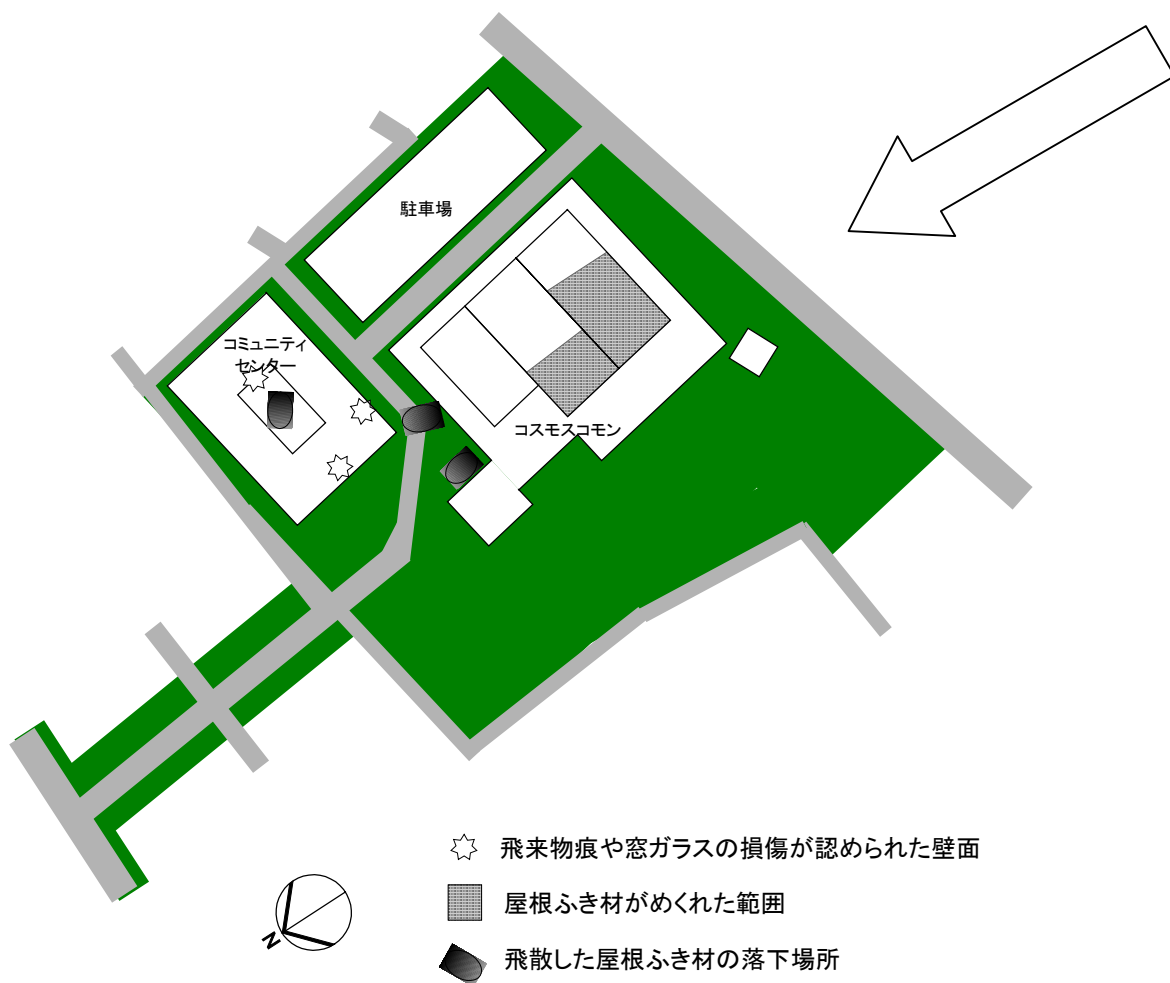 駐車場
コミュニティ
センター
コスモスコモン
飛来物痕や窓ガラスの損傷が認められた壁面
屋根ふき材がめくれた範囲
N
飛散した屋根ふき材の落下場所